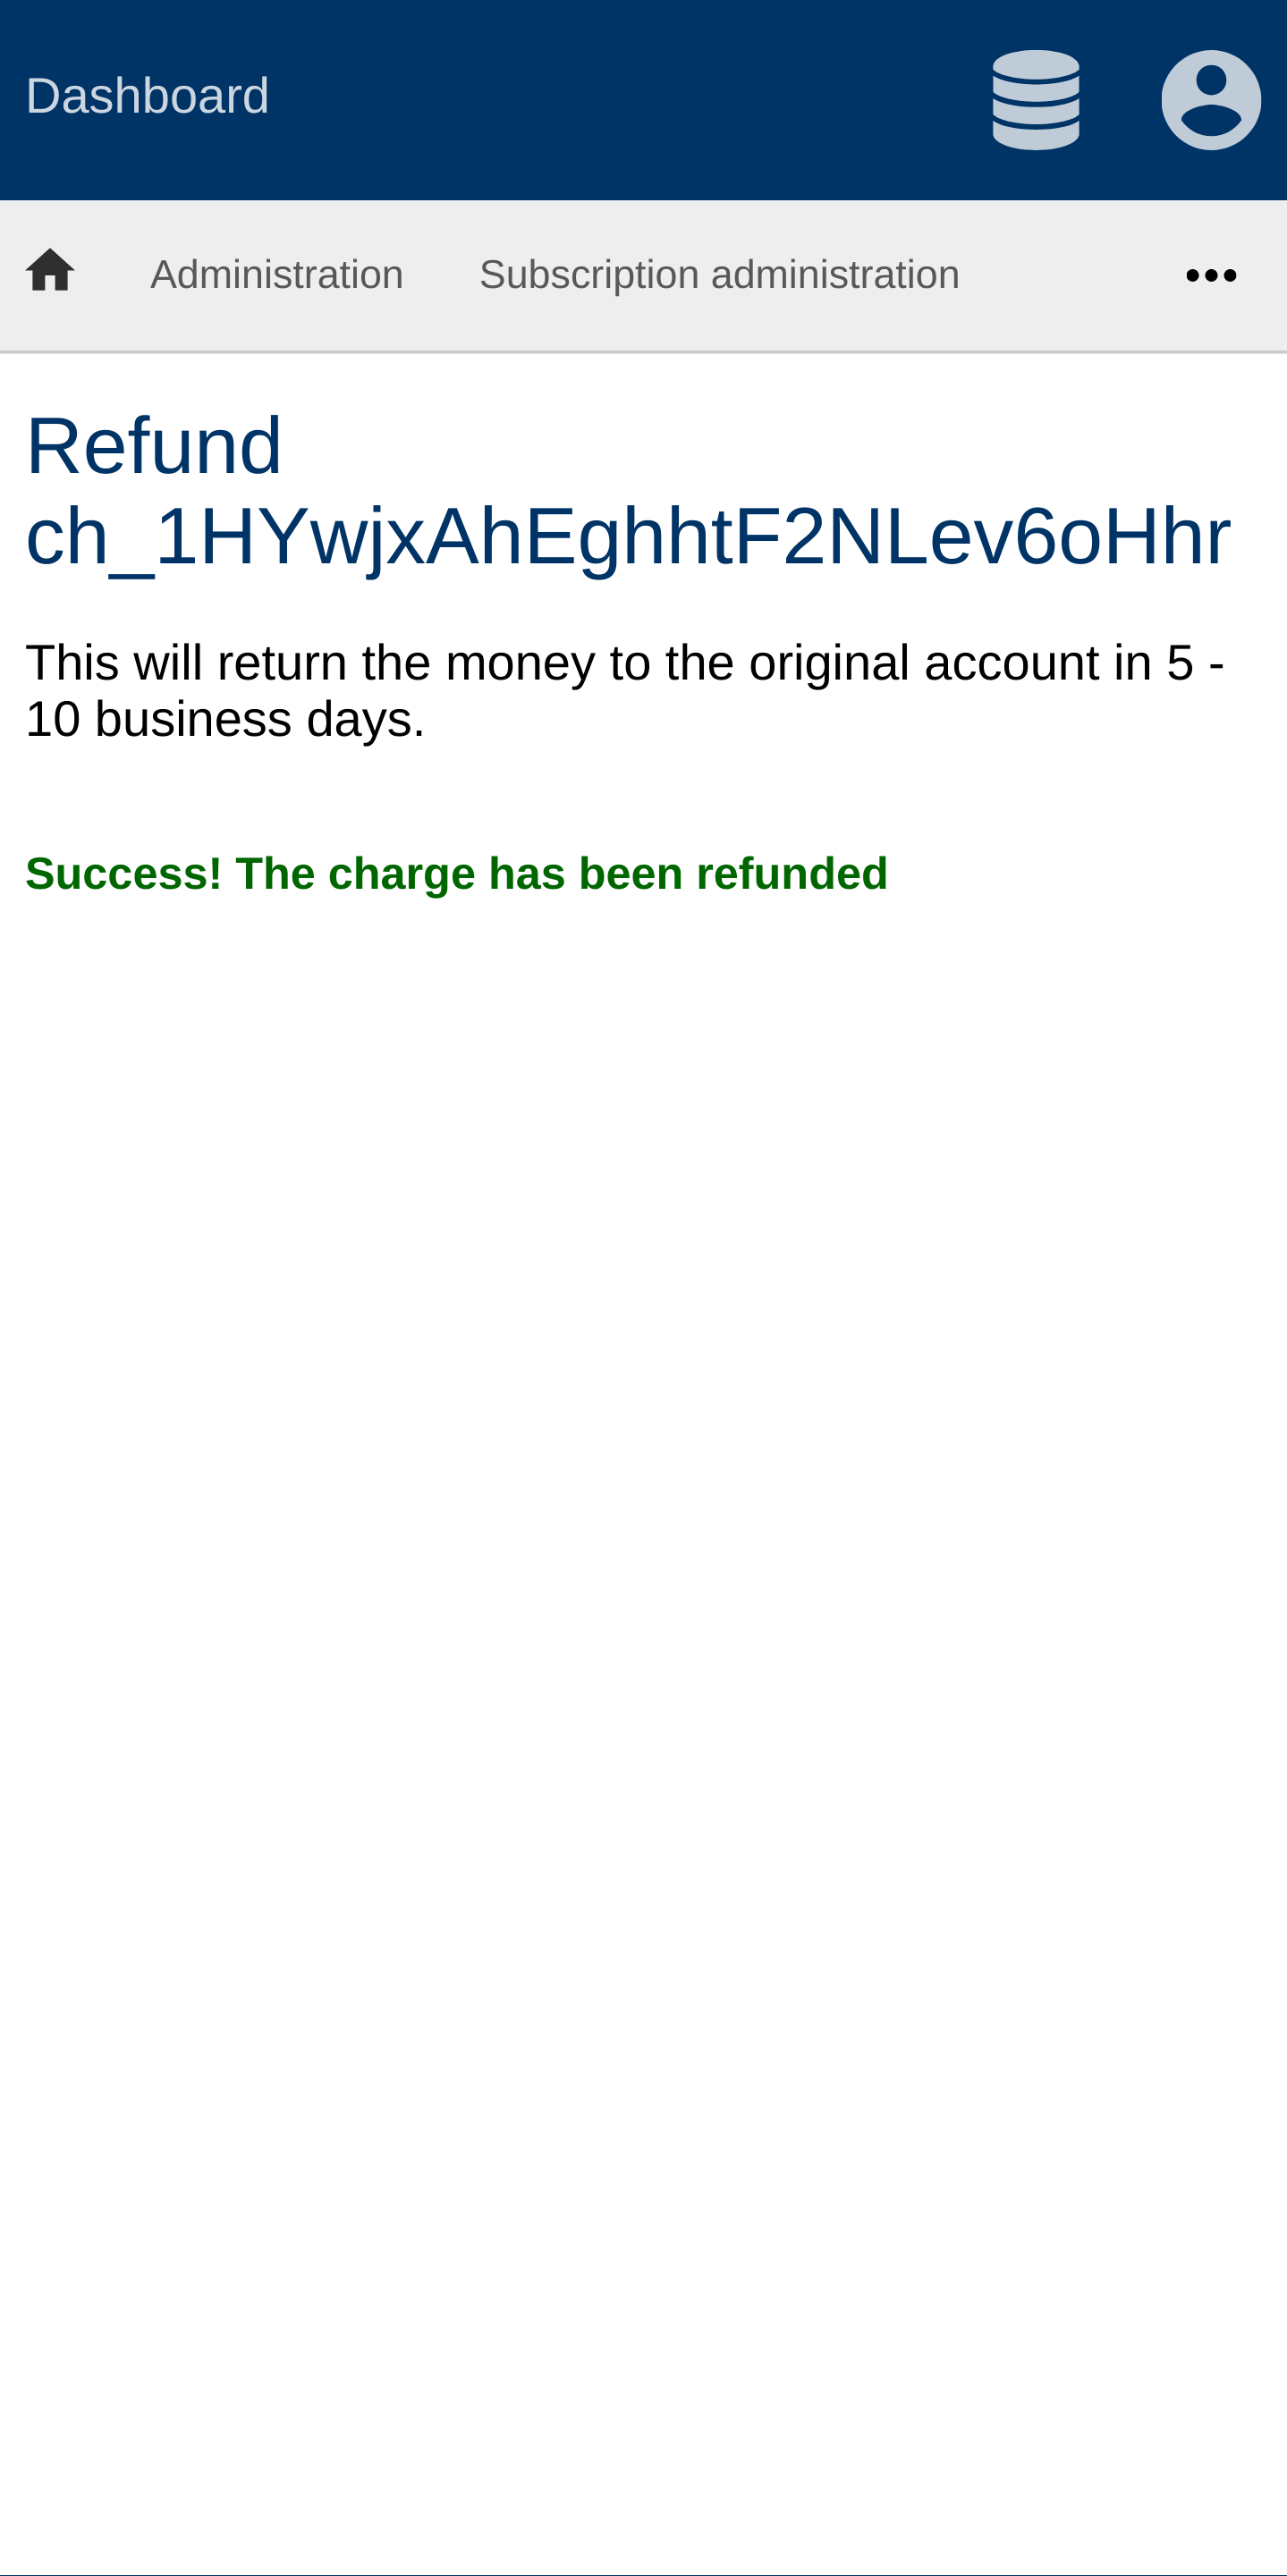 Dashboard
Administration Subscription administration
Refund
ch_1HYwjxAhEghhtF2NLev6oHhr
This will return the money to the original account in 5 -
10 business days.
Success! The charge has been refunded